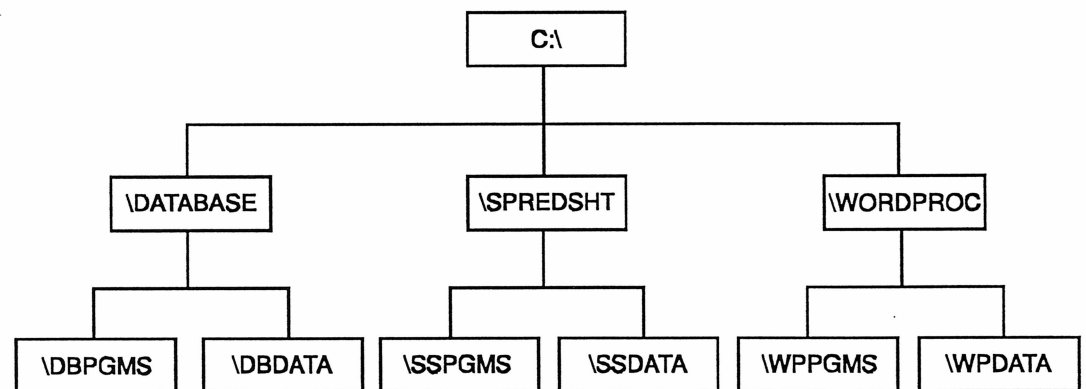 C:\
\DATABASE \SPREDSHT \WORDPROC
\DBPGMS \DBDATA \SSPGMS \SSDATA \WPPGMS \WPDATA